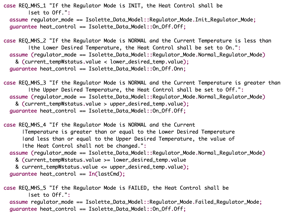 case REQ_MHS_1 "If the Regulator Mode is INIT, the Heat Control shall be
|set to Off.":
assume regulator_mode == Isolette_Data_Model::Regulator_Mode.Init_Regulator_Mode;
guarantee heat_control == Isolette_Data_Model::On_Off.Off;
case REQ_MHS_2 "If the Regulator Mode is NORMAL and the Current Temperature is less than
|the Lower Desired Temperature, the Heat Control shall be set to On.":
assume (regulator_mode == Isolette_Data_Model::Regulator_Mode.Normal_Regulator_Mode)
& (current_tempWstatus.value < lower_desired_temp.value);
guarantee heat_control == Isolette_Data_Model::On_Off.Onn;
case REQ_MHS_3 "If the Regulator Mode is NORMAL and the Current Temperature is greater than
|the Upper Desired Temperature, the Heat Control shall be set to Off.":
assume (regulator_mode == Isolette_Data_Model::Regulator_Mode.Normal_Regulator_Mode)
& (current_tempWstatus.value > upper_desired_temp.value);
guarantee heat_control == Isolette_Data_Model::On_Off.Off;
case REQ_MHS_4 "If the Regulator Mode is NORMAL and the Current
|Temperature is greater than or equal to the Lower Desired Temperature
|and less than or equal to the Upper Desired Temperature, the value of
|the Heat Control shall not be changed.":
assume (regulator_mode == Isolette_Data_Model::Regulator_Mode.Normal_Regulator_Mode)
& (current_tempWstatus.value >= lower_desired_temp.value
& current_tempWstatus.value <= upper_desired_temp.value);
guarantee heat_control == In(lastCmd);
case REQ_MHS_5 "If the Regulator Mode is FAILED, the Heat Control shall be
|set to Off.":
assume regulator_mode == Isolette_Data_Model::Regulator_Mode.Failed_Regulator_Mode;
guarantee heat_control == Isolette_Data_Model::On_Off.Off;